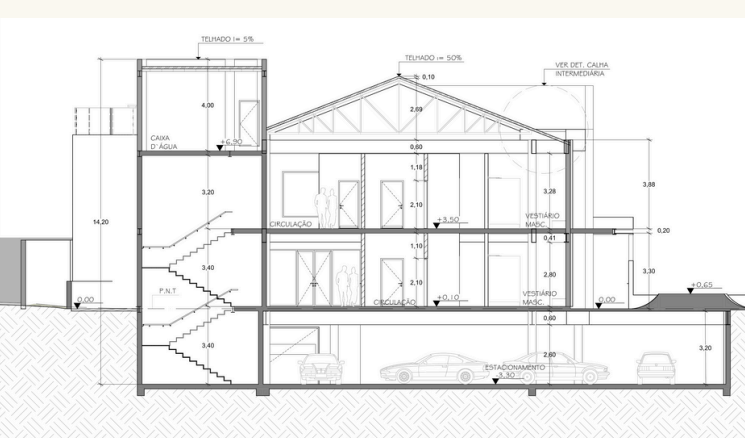 TELHADO i= 5%
TELHADO i= 50%
VER DET. CALHA
INTERMEDIÁRIA
0,10
4,00
2,69
CAIXA
D'ÁGUA
+6,90
0,60
1,18
3,20
2,10
3,28
3,88
14,20
CIRCULAÇÃO
+3,50
VESTIÁRIO
MASC.
0,20
0,41
1,10
3,40
2,10
2,80
3,30
P.N.T
+0,65
0,00
CIRCULAÇÃO
+0,10
VESTIÁRIO
MASC.
0,00
0,60
3,40
2,60
3,20
ESTACIONAMENTO
-3,30